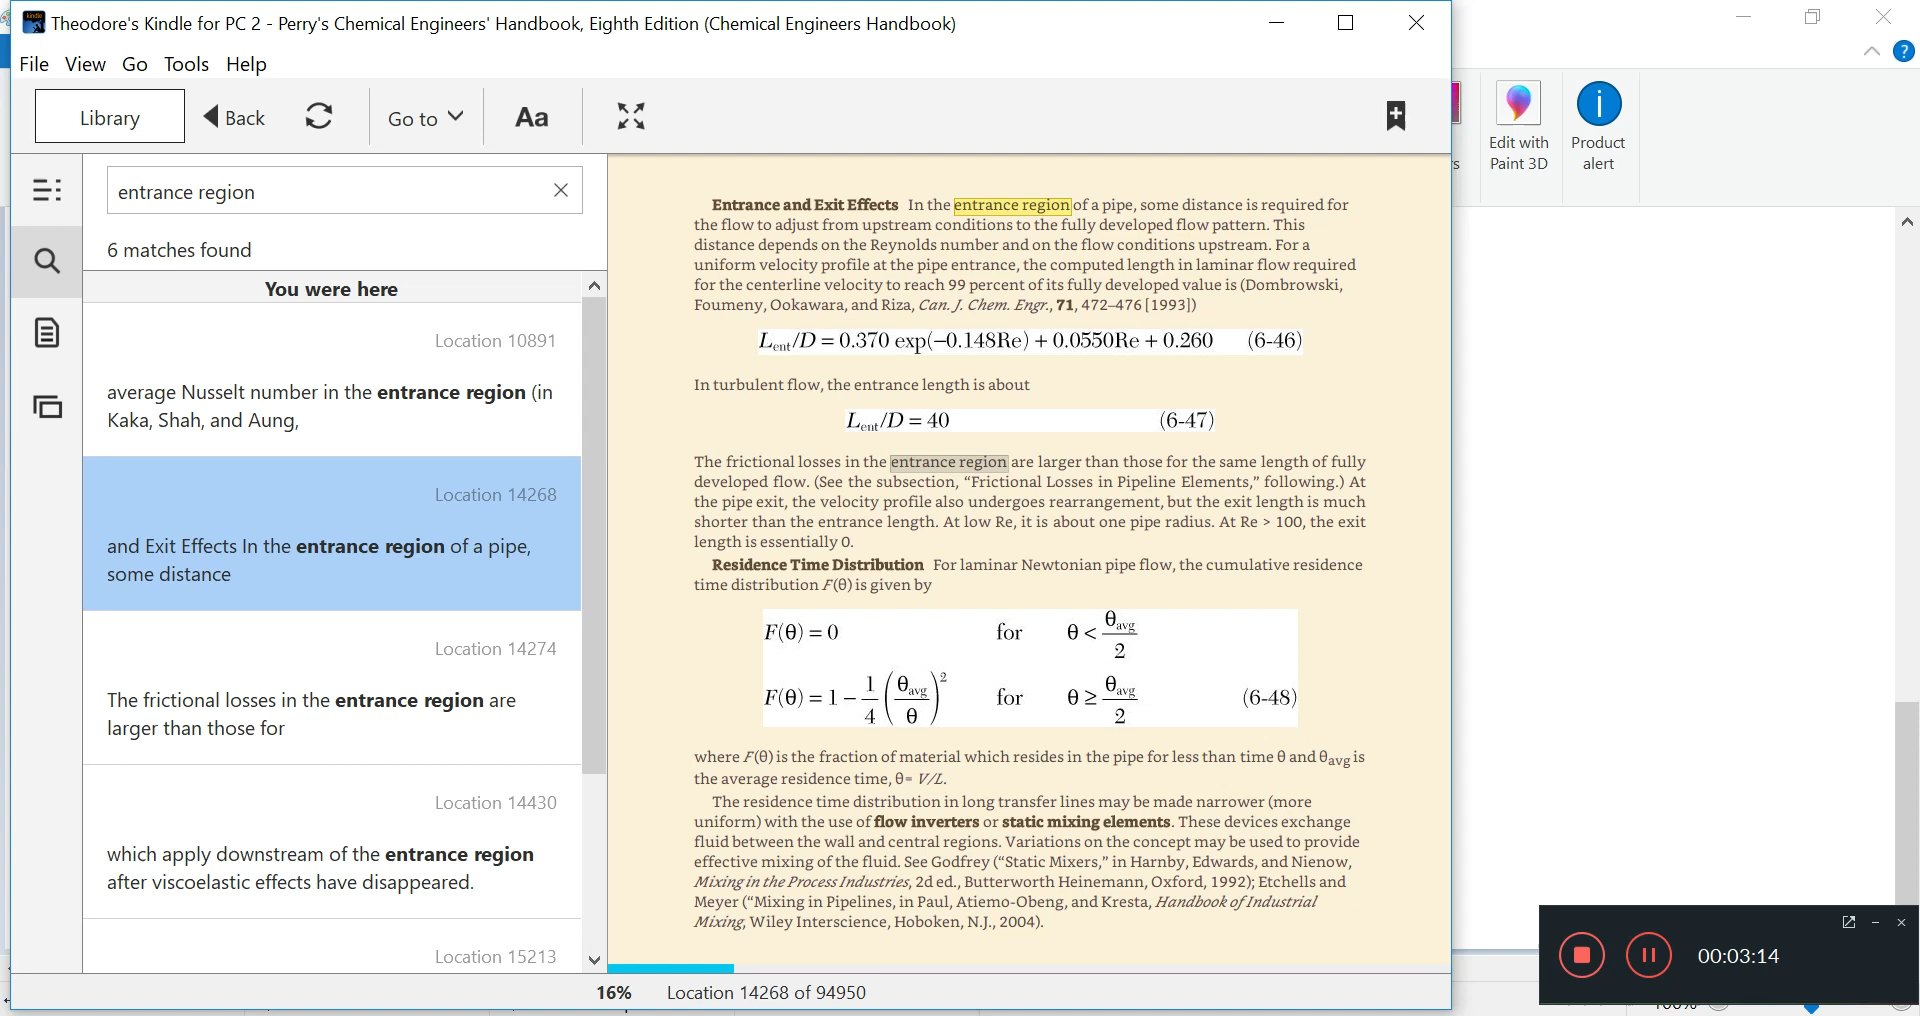 Theodore's Kindle for PC 2 - Perry's Chemical Engineers' Handbook, Eighth Edition (Chemical Engineers Handbook)
File View Go Tools Help
Library
Back
Go to
Aa
Edit with
Paint 3D
Product
alert
entrance region
6 matches found
You were here
Location 10891
average Nusselt number in the entrance region (in
Kaka, Shah, and Aung,
Location 14268
and Exit Effects In the entrance region of a pipe,
some distance
Location 14274
The frictional losses in the entrance region are
larger than those for
Location 14430
which apply downstream of the entrance region
after viscoelastic effects have disappeared.
Location 15213
Entrance and Exit Effects In the entrance region of a pipe, some distance is required for
the flow to adjust from upstream conditions to the fully developed flow pattern. This
distance depends on the Reynolds number and on the flow conditions upstream. For a
uniform velocity profile at the pipe entrance, the computed length in laminar flow required
for the centerline velocity to reach 99 percent of its fully developed value is (Dombrowski,
Foumeny, Ookawara, and Riza, Can. J. Chem. Engr., 71, 472–476 [1993])
Lent/D = 0.370 exp(−0.148Re) + 0.0550Re + 0.260 (6-46)
In turbulent flow, the entrance length is about
Lent/D = 40 (6-47)
The frictional losses in the entrance region are larger than those for the same length of fully
developed flow. (See the subsection, “Frictional Losses in Pipeline Elements,” following.) At
the pipe exit, the velocity profile also undergoes rearrangement, but the exit length is much
shorter than the entrance length. At low Re, it is about one pipe radius. At Re > 100, the exit
length is essentially 0.
Residence Time Distribution For laminar Newtonian pipe flow, the cumulative residence
time distribution F(θ) is given by
F(θ) = 0 for θ < θavg/2
F(θ) = 1 − 1/4 (θavg/θ)² for θ ≥ θavg/2 (6-48)
where F(θ) is the fraction of material which resides in the pipe for less than time θ and θavg is
the average residence time, θ= V/L.
The residence time distribution in long transfer lines may be made narrower (more
uniform) with the use of flow inverters or static mixing elements. These devices exchange
fluid between the wall and central regions. Variations on the concept may be used to provide
effective mixing of the fluid. See Godfrey (“Static Mixers,” in Harnby, Edwards, and Nienow,
Mixing in the Process Industries, 2d ed., Butterworth Heinemann, Oxford, 1992); Etchells and
Meyer (“Mixing in Pipelines, in Paul, Atiemo-Obeng, and Kresta, Handbook of Industrial
Mixing, Wiley Interscience, Hoboken, N.J., 2004).
16% Location 14268 of 94950
00:03:14